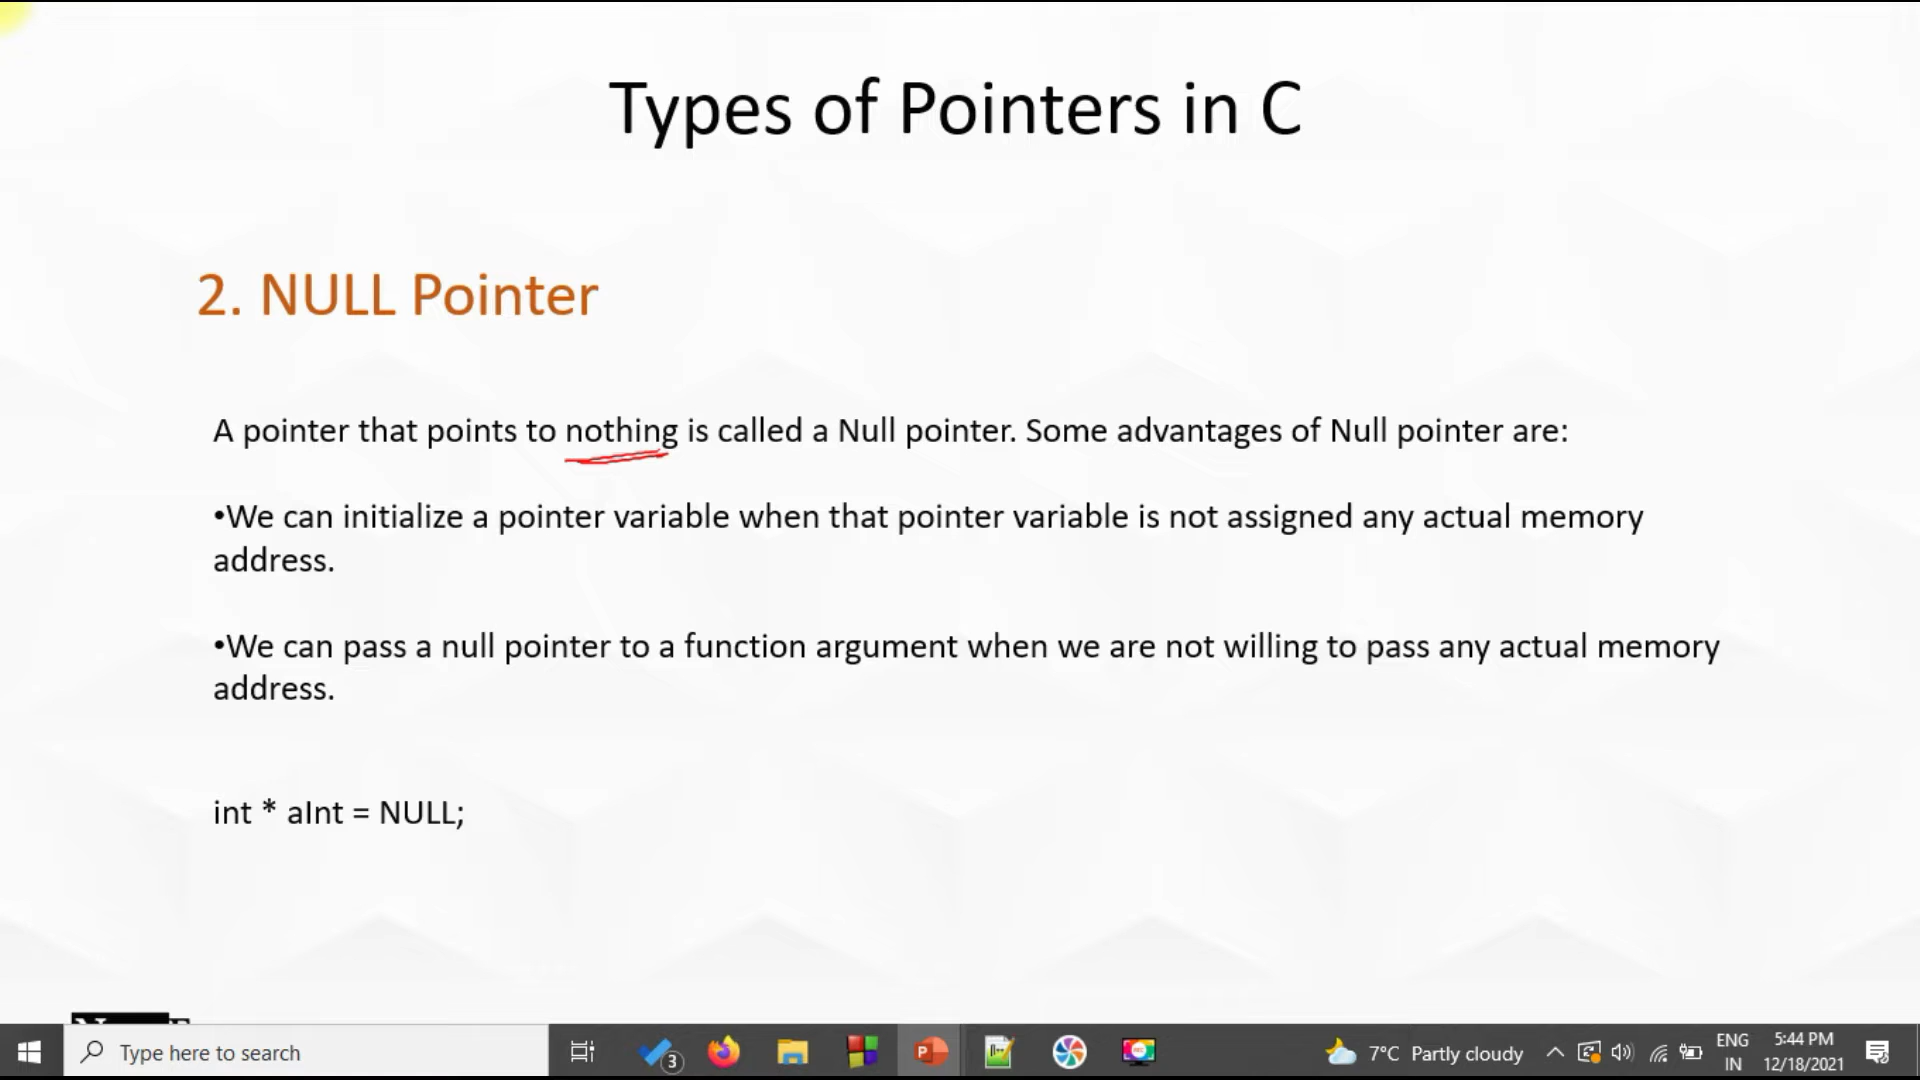 Types of Pointers in C
2. NULL Pointer
A pointer that points to nothing is called a Null pointer. Some advantages of Null pointer are:
•We can initialize a pointer variable when that pointer variable is not assigned any actual memory
address.
•We can pass a null pointer to a function argument when we are not willing to pass any actual memory
address.
int * aInt = NULL;
Type here to search
3
7°C Partly cloudy
ENG
IN
5:44 PM
12/18/2021